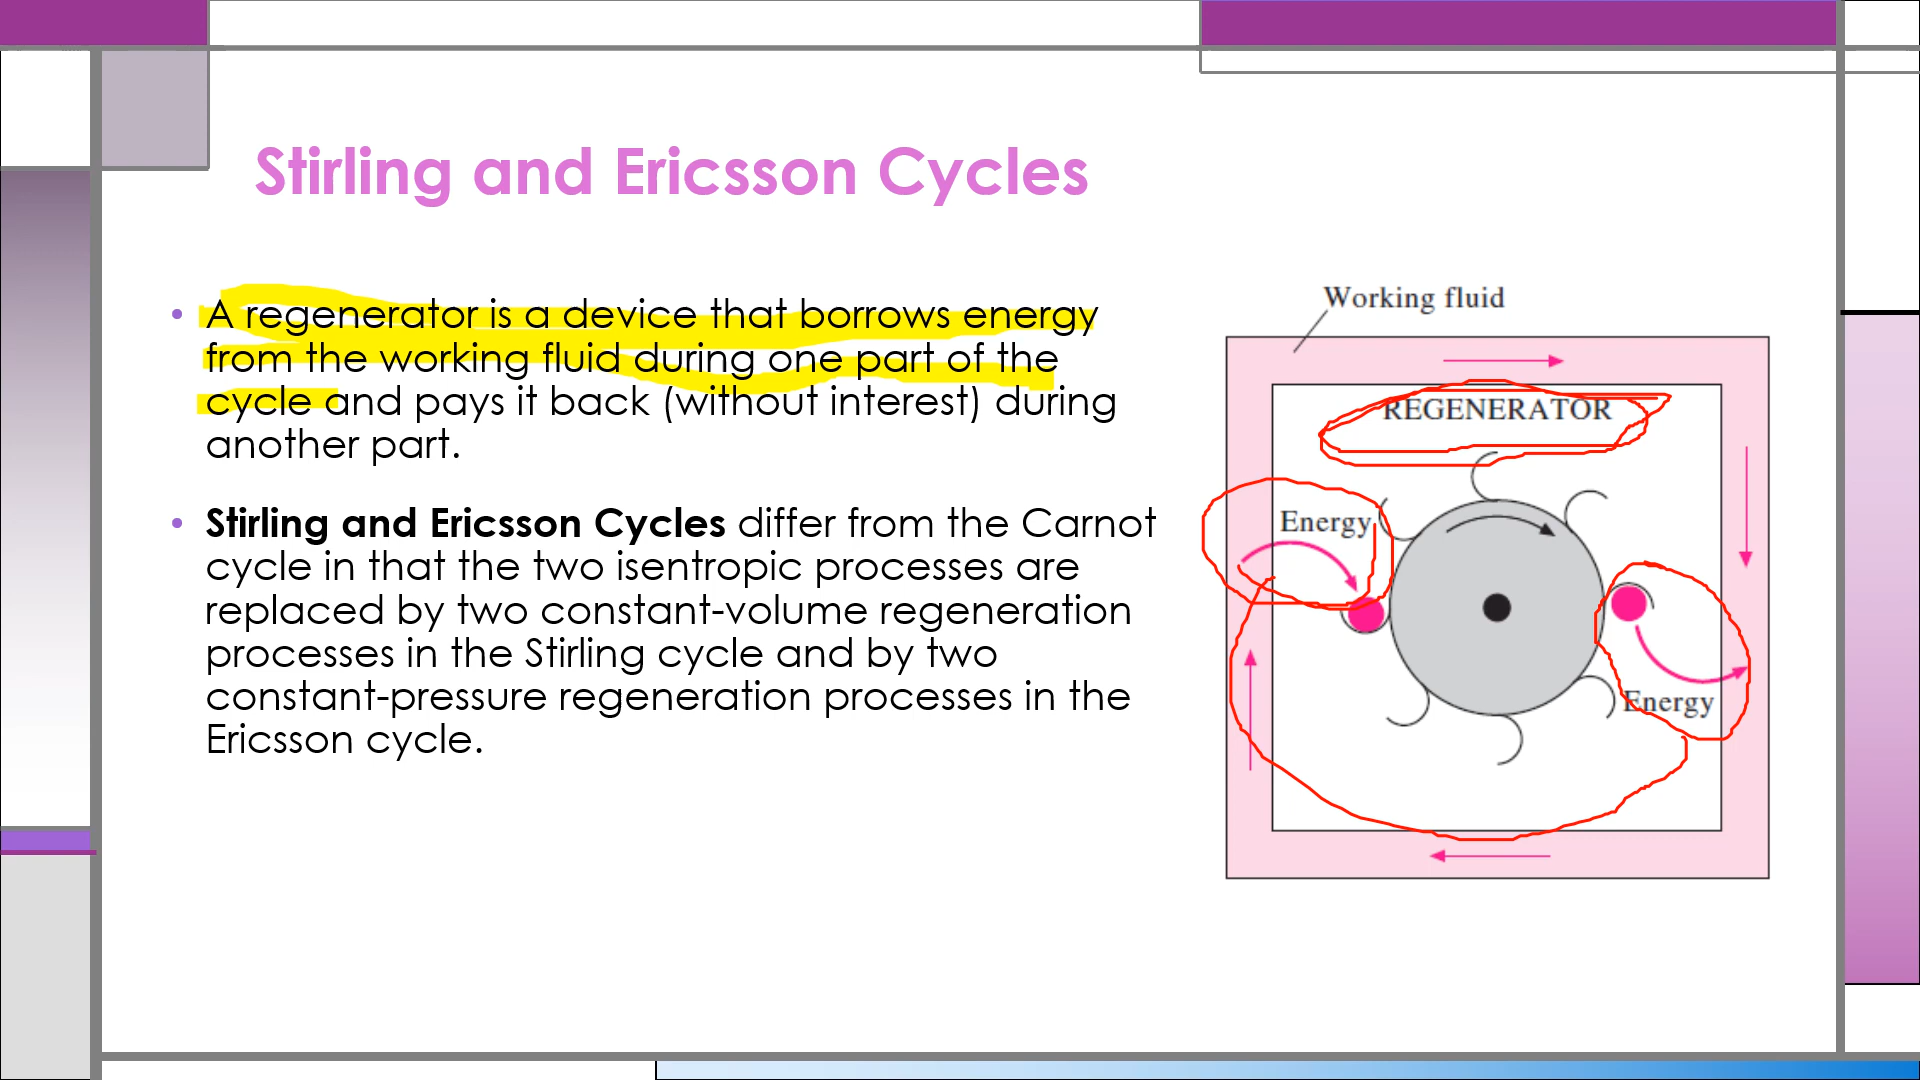 Stirling and Ericsson Cycles
• A regenerator is a device that borrows energy
from the working fluid during one part of the
cycle and pays it back (without interest) during
another part.
• Stirling and Ericsson Cycles differ from the Carnot
cycle in that the two isentropic processes are
replaced by two constant-volume regeneration
processes in the Stirling cycle and by two
constant-pressure regeneration processes in the
Ericsson cycle.
Working fluid
REGENERATOR
Energy
Energy